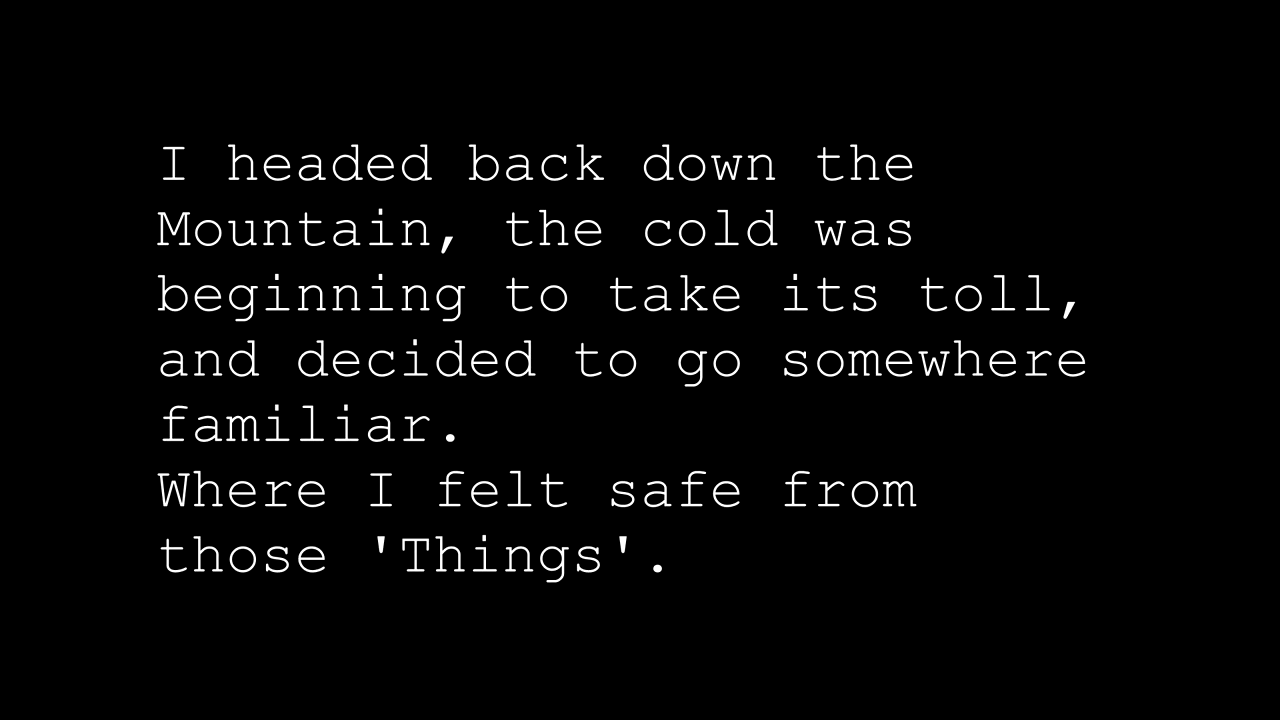 I headed back down the
Mountain, the cold was
beginning to take its toll,
and decided to go somewhere
familiar.
Where I felt safe from
those 'Things'.